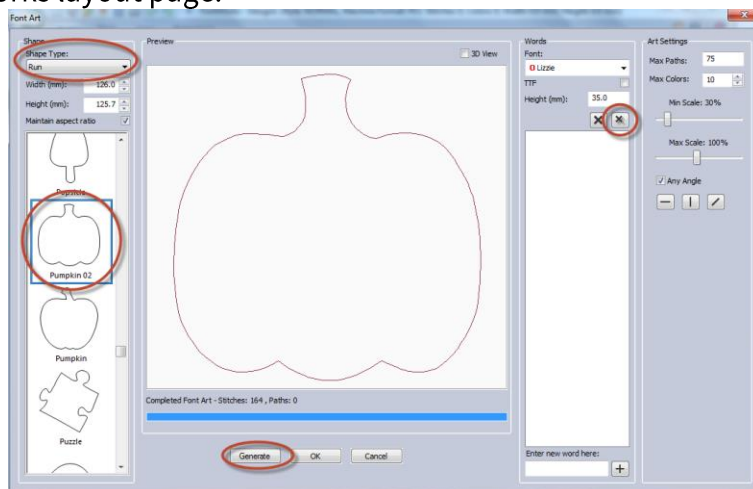 orks layout page.
Font Art
Shape
Shape Type:
Run
Width (mm): 126.0
Height (mm): 125.7
Maintain aspect ratio
Popsicle
Pumpkin 02
Pumpkin
Puzzle
Preview
3D View
Completed Font Art - Stitches: 164 , Paths: 0
Generate
OK
Cancel
Words
Font:
Lizzie
TTF
Height (mm): 35.0
Enter new word here:
+
Art Settings
Max Paths: 75
Max Colors: 10
Min Scale: 30%
Max Scale: 100%
Any Angle